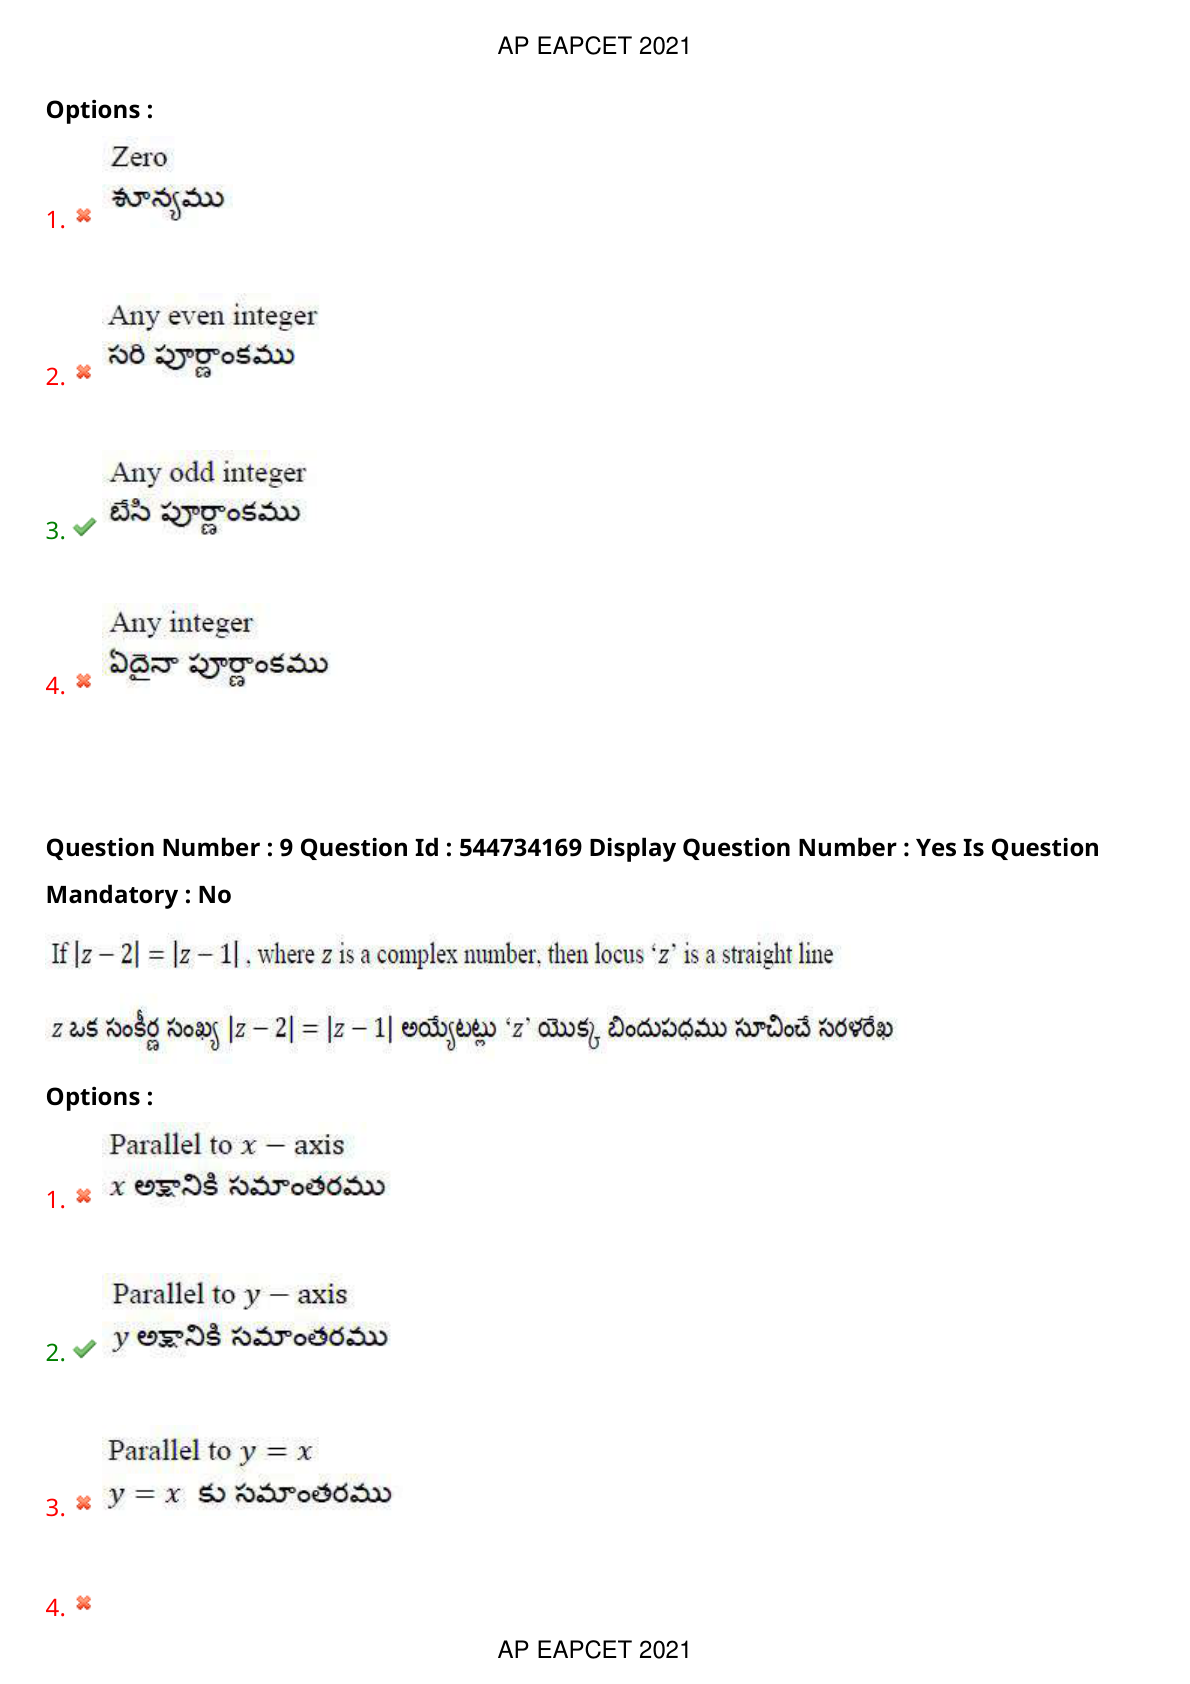 AP EAPCET 2021
Options :
Zero
శూన్యము
1.
Any even integer
సరి పూర్ణాంకము
2.
Any odd integer
బేసి పూర్ణాంకము
3.
Any integer
ఏదైనా పూర్ణాంకము
4.
Question Number : 9 Question Id : 544734169 Display Question Number : Yes Is Question
Mandatory : No
If |z − 2| = |z − 1| , where z is a complex number, then locus ‘z’ is a straight line
z ఒక సంకీర్ణ సంఖ్య |z − 2| = |z − 1| అయ్యేటట్లు ‘z’ యొక్క బిందుపధము సూచించే సరళరేఖ
Options :
Parallel to x − axis
x అక్షానికి సమాంతరము
1.
Parallel to y − axis
y అక్షానికి సమాంతరము
2.
Parallel to y = x
y = x కు సమాంతరము
3.
4.
AP EAPCET 2021